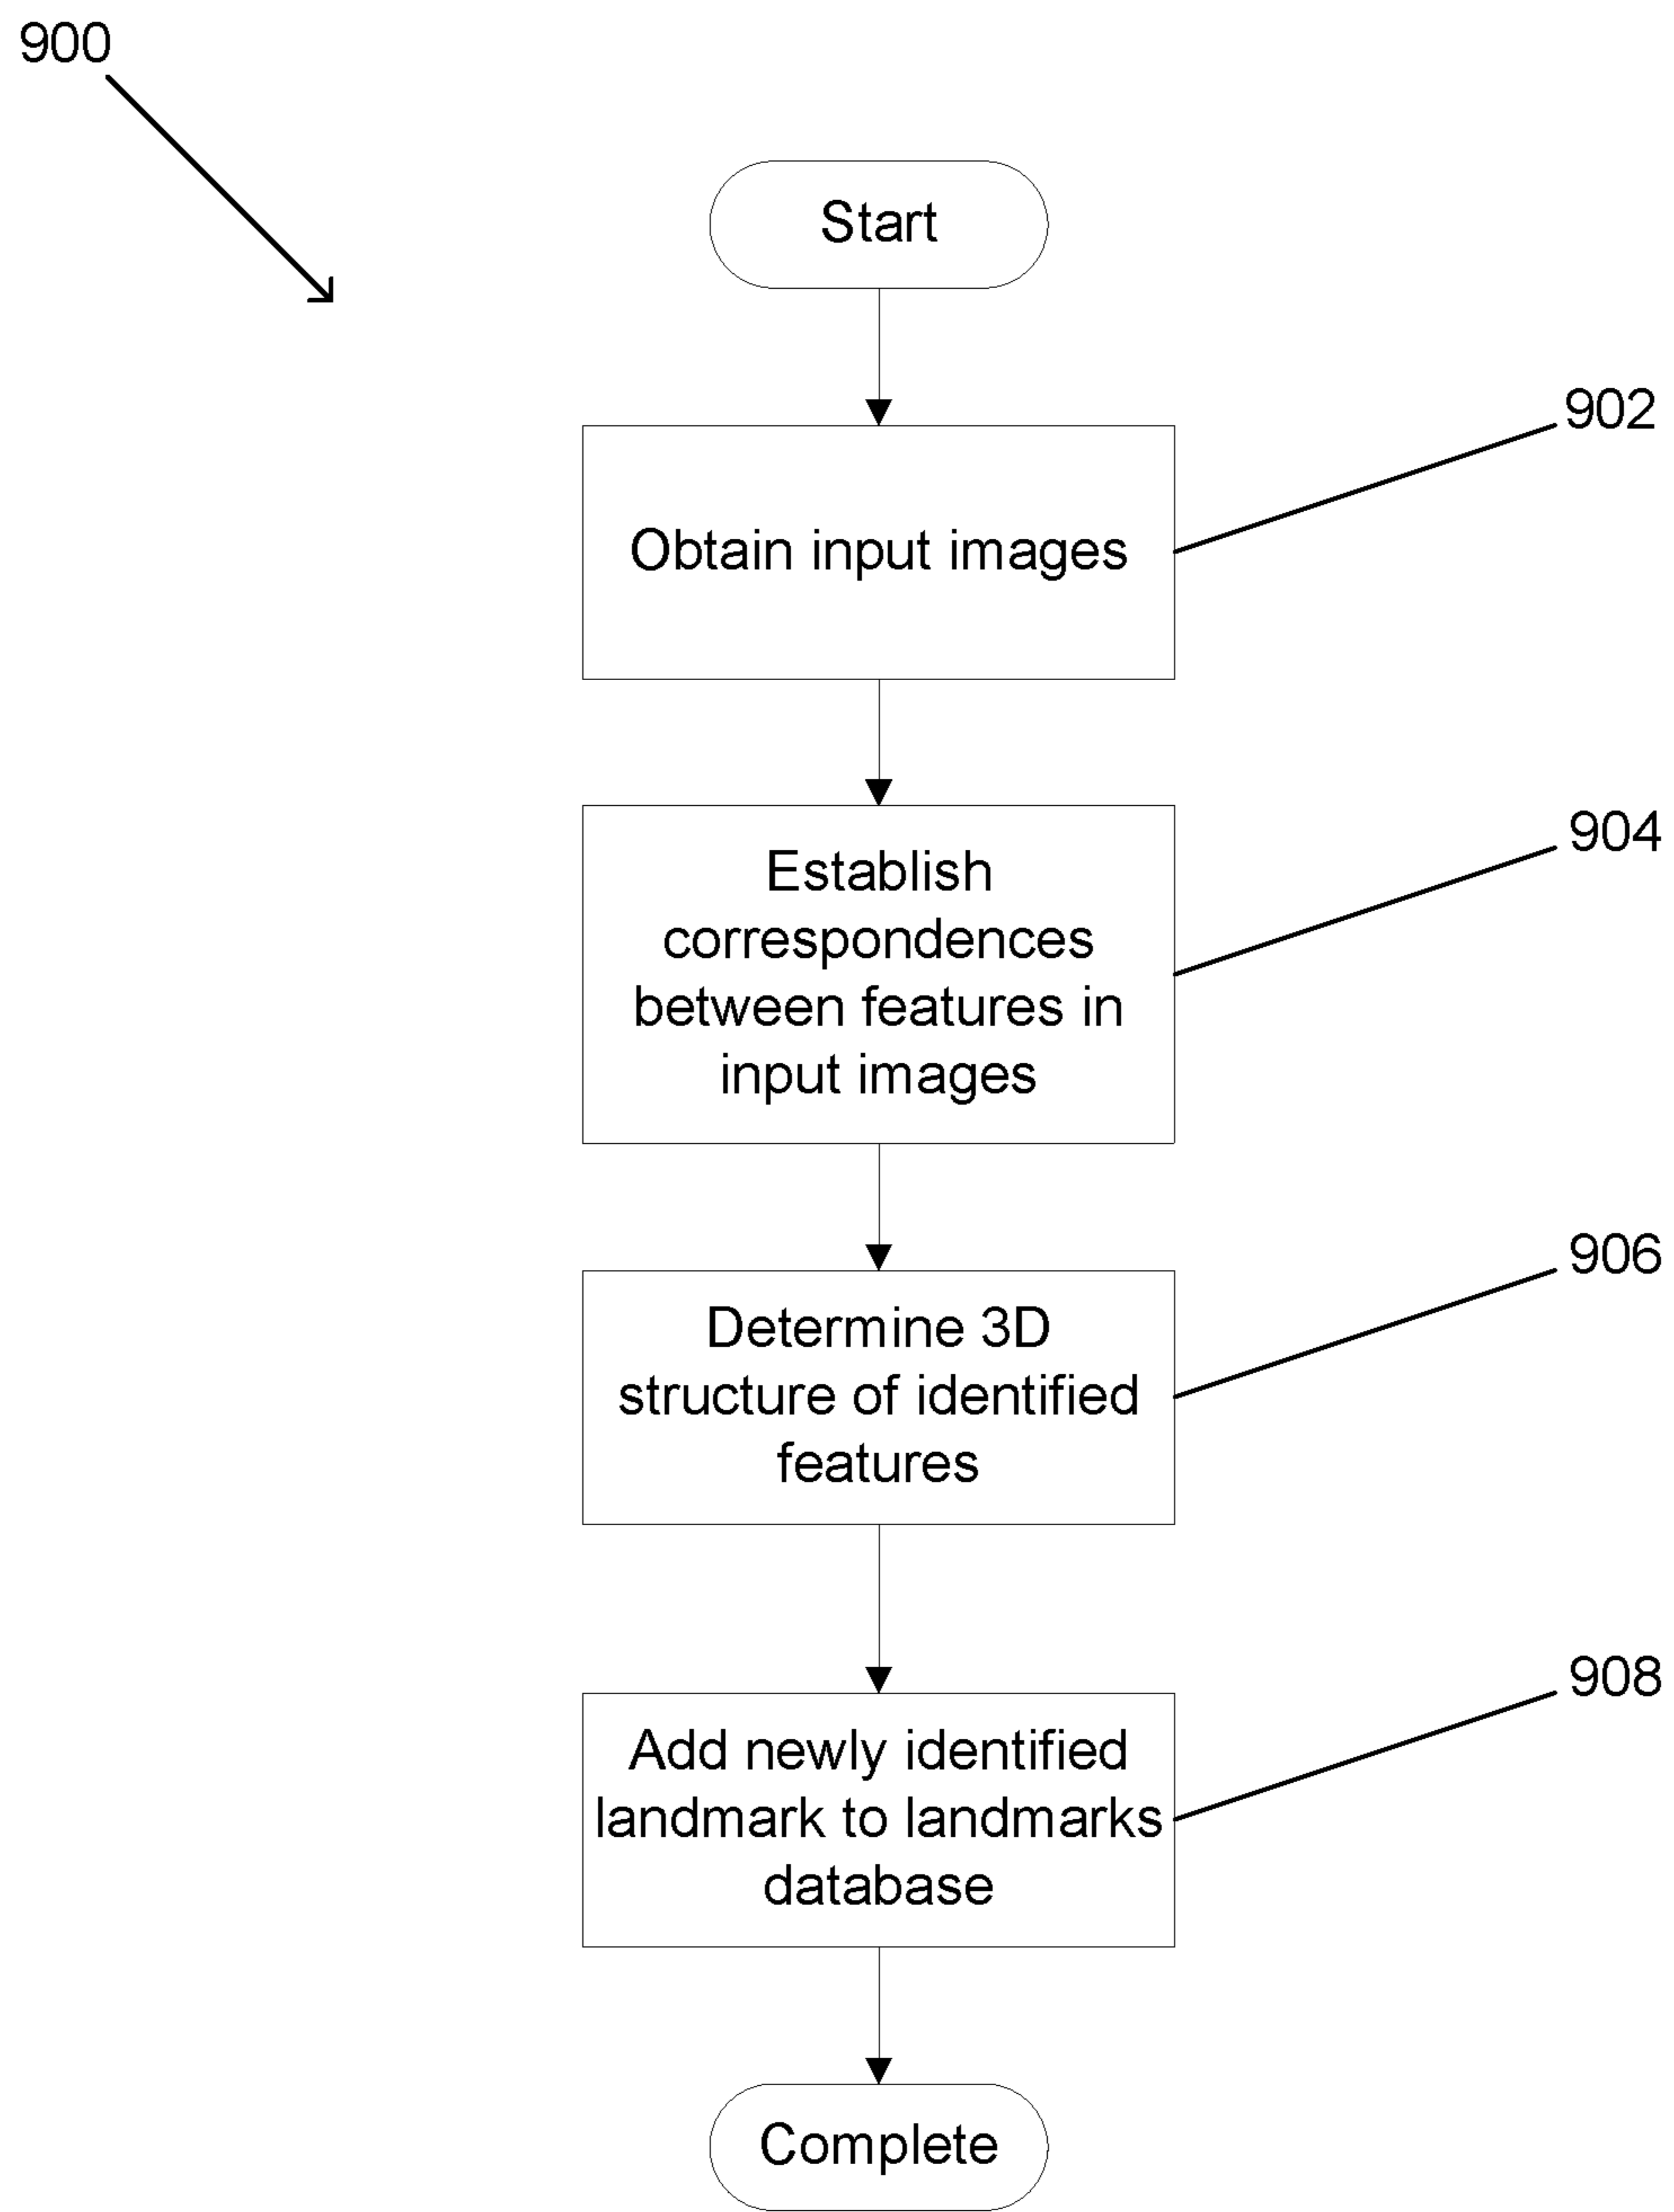 900
Start
902
Obtain input images
904
Establish
correspondences
between features in
input images
906
Determine 3D
structure of identified
features
908
Add newly identified
landmark to landmarks
database
Complete